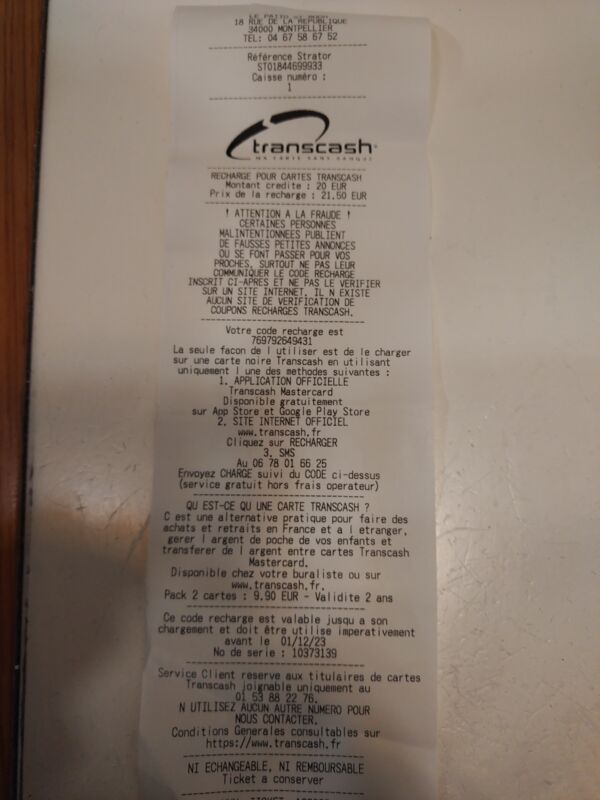 18 RUE DE LA REPUBLIQUE
34000 MONTPELLIER
TEL: 04 67 58 67 52
Référence Strator
ST01844699933
Caisse numéro :
1
transcash
MA CARTE SANS BANQUE
RECHARGE POUR CARTES TRANSCASH
Montant credite : 20 EUR
Prix de la recharge : 21.50 EUR
! ATTENTION A LA FRAUDE !
CERTAINES PERSONNES
MALINTENTIONNEES PUBLIENT
DE FAUSSES PETITES ANNONCES
OU SE FONT PASSER POUR VOS
PROCHES, SURTOUT NE PAS LEUR
COMMUNIQUER LE CODE RECHARGE
INSCRIT CI-APRES ET NE PAS LE VERIFIER
SUR UN SITE INTERNET. IL N EXISTE
AUCUN SITE DE VERIFICATION DE
COUPONS RECHARGES TRANSCASH.
Votre code recharge est
769792649431
La seule facon de l utiliser est de le charger
sur une carte noire Transcash en utilisant
uniquement l une des methodes suivantes :
1. APPLICATION OFFICIELLE
Transcash Mastercard
Disponible gratuitement
sur App Store et Google Play Store
2. SITE INTERNET OFFICIEL
www.transcash.fr
Cliquez sur RECHARGER
3. SMS
Au 06 78 01 66 25
Envoyez CHARGE suivi du CODE ci-dessus
(service gratuit hors frais operateur)
QU EST-CE QU UNE CARTE TRANSCASH ?
C est une alternative pratique pour faire des
achats et retraits en France et a l etranger,
gerer l argent de poche de vos enfants et
transferer de l argent entre cartes Transcash
Mastercard.
Disponible chez votre buraliste ou sur
www.transcash.fr.
Pack 2 cartes : 9.90 EUR - Validite 2 ans
Ce code recharge est valable jusqu a son
chargement et doit être utilise imperativement
avant le 01/12/23
No de serie : 10373139
Service Client reserve aux titulaires de cartes
Transcash joignable uniquement au
01 53 88 22 76.
N UTILISEZ AUCUN AUTRE NUMERO POUR
NOUS CONTACTER.
Conditions Generales consultables sur
https://www.transcash.fr
NI ECHANGEABLE, NI REMBOURSABLE
Ticket a conserver